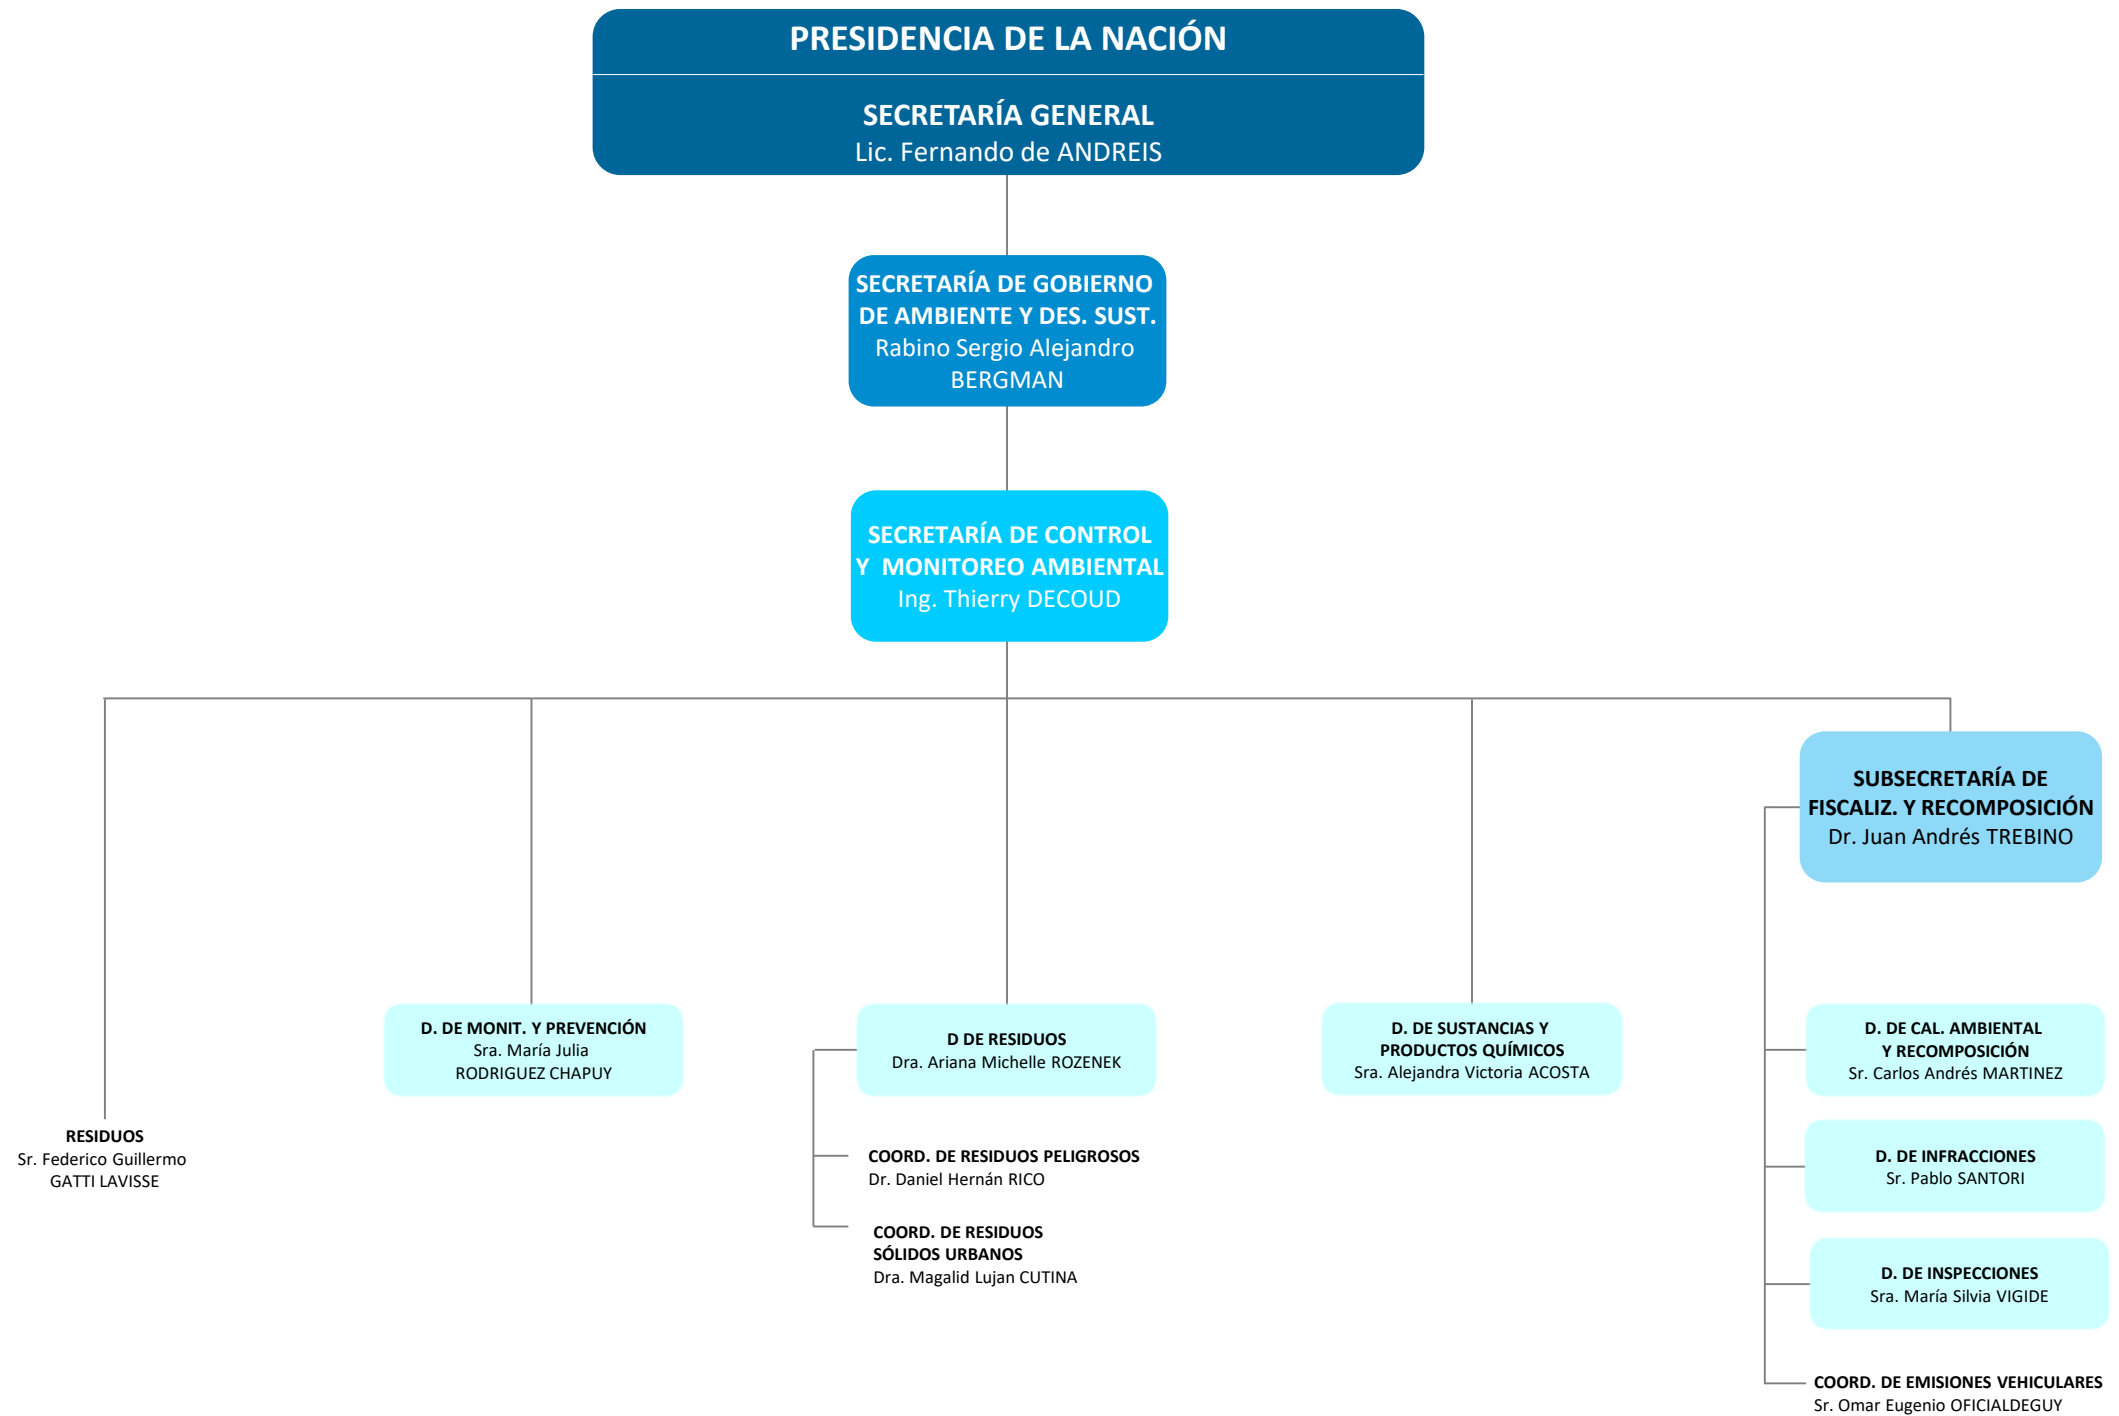 PRESIDENCIA DE LA NACIÓN
SECRETARÍA GENERAL
Lic. Fernando de ANDREIS
SECRETARÍA DE GOBIERNO
DE AMBIENTE Y DES. SUST.
Rabino Sergio Alejandro
BERGMAN
SECRETARÍA DE CONTROL
Y MONITOREO AMBIENTAL
Ing. Thierry DECOUD
SUBSECRETARÍA DE
FISCALIZ. Y RECOMPOSICIÓN
Dr. Juan Andrés TREBINO
RESIDUOS
Sr. Federico Guillermo
GATTI LAVISSE
D. DE MONIT. Y PREVENCIÓN
Sra. María Julia
RODRIGUEZ CHAPUY
D DE RESIDUOS
Dra. Ariana Michelle ROZENEK
COORD. DE RESIDUOS PELIGROSOS
Dr. Daniel Hernán RICO
COORD. DE RESIDUOS
SÓLIDOS URBANOS
Dra. Magalid Lujan CUTINA
D. DE SUSTANCIAS Y
PRODUCTOS QUÍMICOS
Sra. Alejandra Victoria ACOSTA
D. DE CAL. AMBIENTAL
Y RECOMPOSICIÓN
Sr. Carlos Andrés MARTINEZ
D. DE INFRACCIONES
Sr. Pablo SANTORI
D. DE INSPECCIONES
Sra. María Silvia VIGIDE
COORD. DE EMISIONES VEHICULARES
Sr. Omar Eugenio OFICIALDEGUY